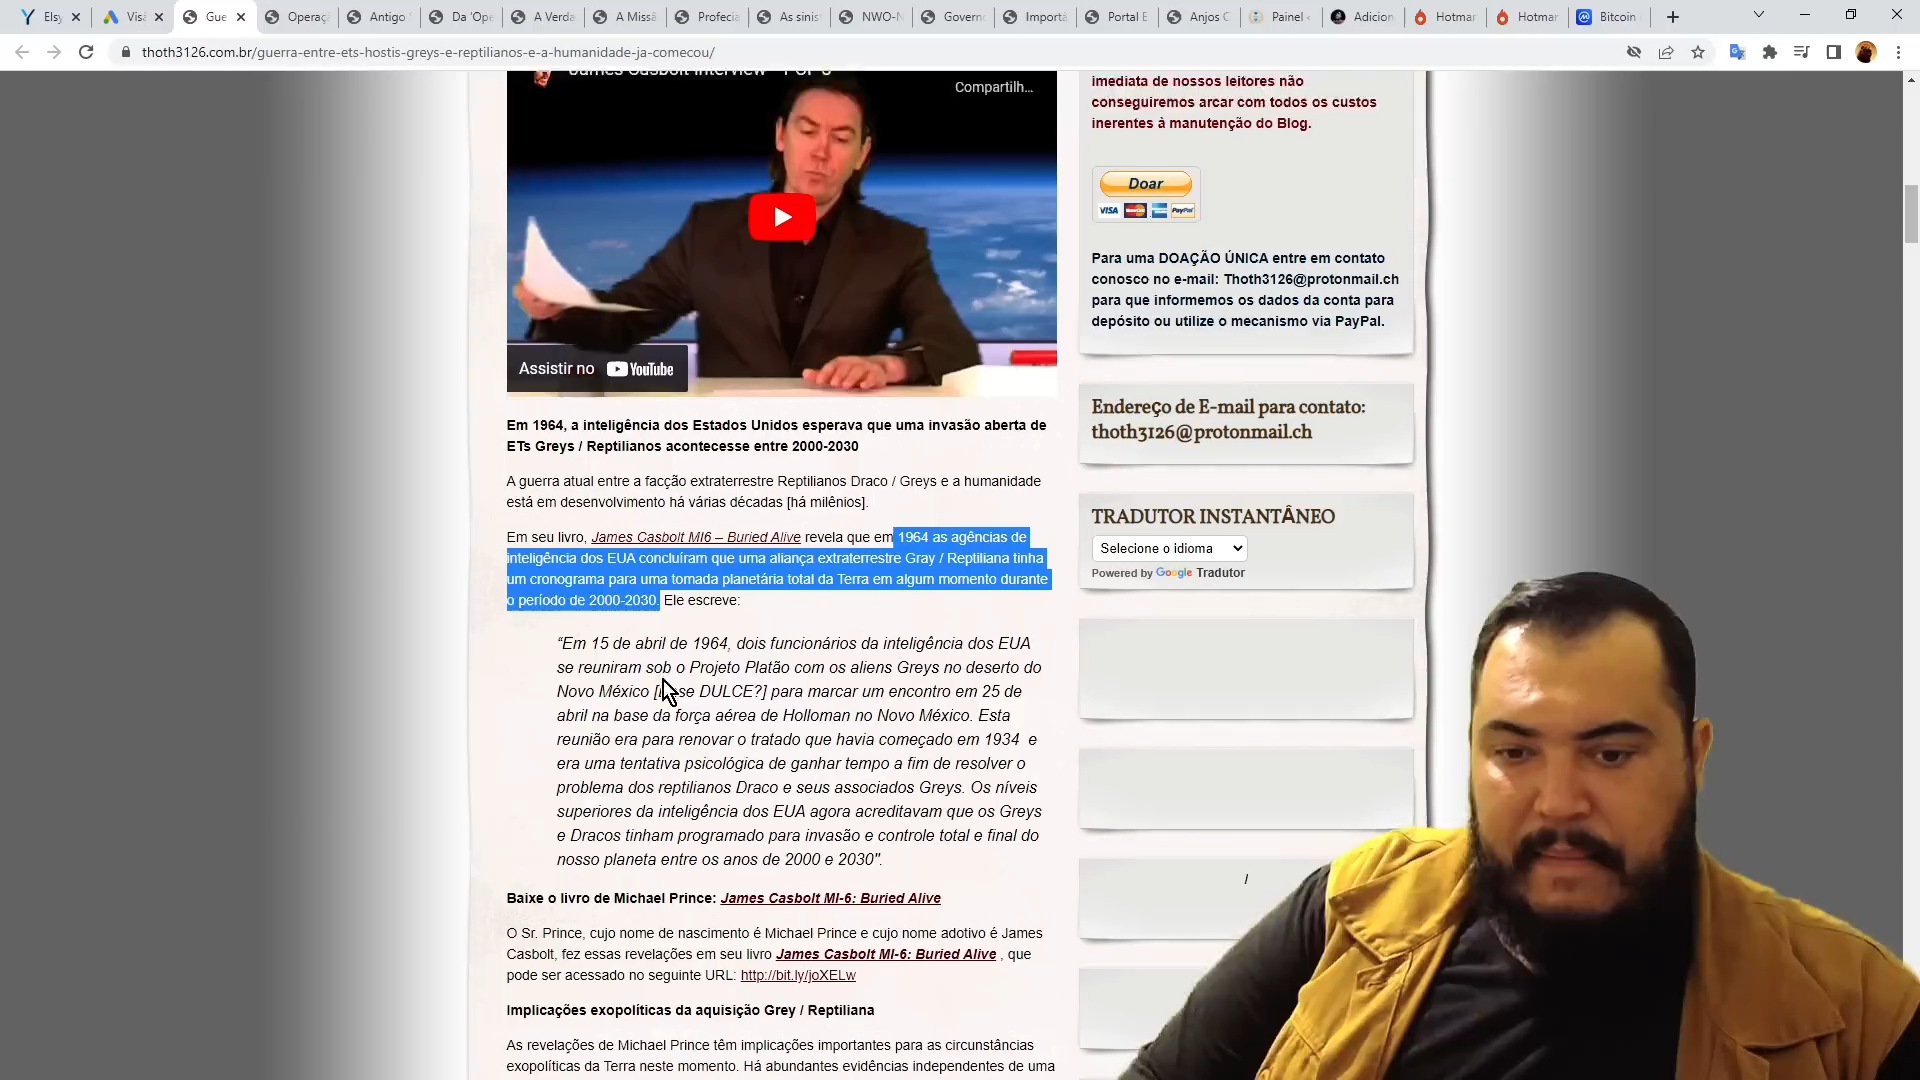 Elsy
Visã
Gue
Operaçã
Antigo
Da 'Ope
A Verda
A Missã
Profecia
As sinis
NWO-N
Govern
Importâ
Portal E
Anjos C
Painel
Adicion
Hotmar
Hotmar
Bitcoin
thoth3126.com.br/guerra-entre-ets-hostis-greys-e-reptilianos-e-a-humanidade-ja-comecou/
Compartilh...
Assistir no YouTube
Em 1964, a inteligência dos Estados Unidos esperava que uma invasão aberta de
ETs Greys / Reptilianos acontecesse entre 2000-2030
A guerra atual entre a facção extraterrestre Reptilianos Draco / Greys e a humanidade
está em desenvolvimento há várias décadas [há milênios].
Em seu livro, James Casbolt MI6 – Buried Alive revela que em 1964 as agências de
inteligência dos EUA concluíram que uma aliança extraterrestre Gray / Reptiliana tinha
um cronograma para uma tomada planetária total da Terra em algum momento durante
o período de 2000-2030. Ele escreve:
“Em 15 de abril de 1964, dois funcionários da inteligência dos EUA
se reuniram sob o Projeto Platão com os aliens Greys no deserto do
Novo México DULCE?] para marcar um encontro em 25 de
abril na base da força aérea de Holloman no Novo México. Esta
reunião era para renovar o tratado que havia começado em 1934 e
era uma tentativa psicológica de ganhar tempo a fim de resolver o
problema dos reptilianos Draco e seus associados Greys. Os níveis
superiores da inteligência dos EUA agora acreditavam que os Greys
e Dracos tinham programado para invasão e controle total e final do
nosso planeta entre os anos de 2000 e 2030".
Baixe o livro de Michael Prince: James Casbolt MI-6: Buried Alive
O Sr. Prince, cujo nome de nascimento é Michael Prince e cujo nome adotivo é James
Casbolt, fez essas revelações em seu livro James Casbolt MI-6: Buried Alive , que
pode ser acessado no seguinte URL: http://bit.ly/joXELw
Implicações exopolíticas da aquisição Grey / Reptiliana
As revelações de Michael Prince têm implicações importantes para as circunstâncias
exopolíticas da Terra neste momento. Há abundantes evidências independentes de uma
imediata de nossos leitores não
conseguiremos arcar com todos os custos
inerentes à manutenção do Blog.
Doar
VISA PayPal
Para uma DOAÇÃO ÚNICA entre em contato
conosco no e-mail: Thoth3126@protonmail.ch
para que informemos os dados da conta para
depósito ou utilize o mecanismo via PayPal.
Endereço de E-mail para contato:
thoth3126@protonmail.ch
TRADUTOR INSTANTÂNEO
Selecione o idioma
Powered by Google Tradutor
/